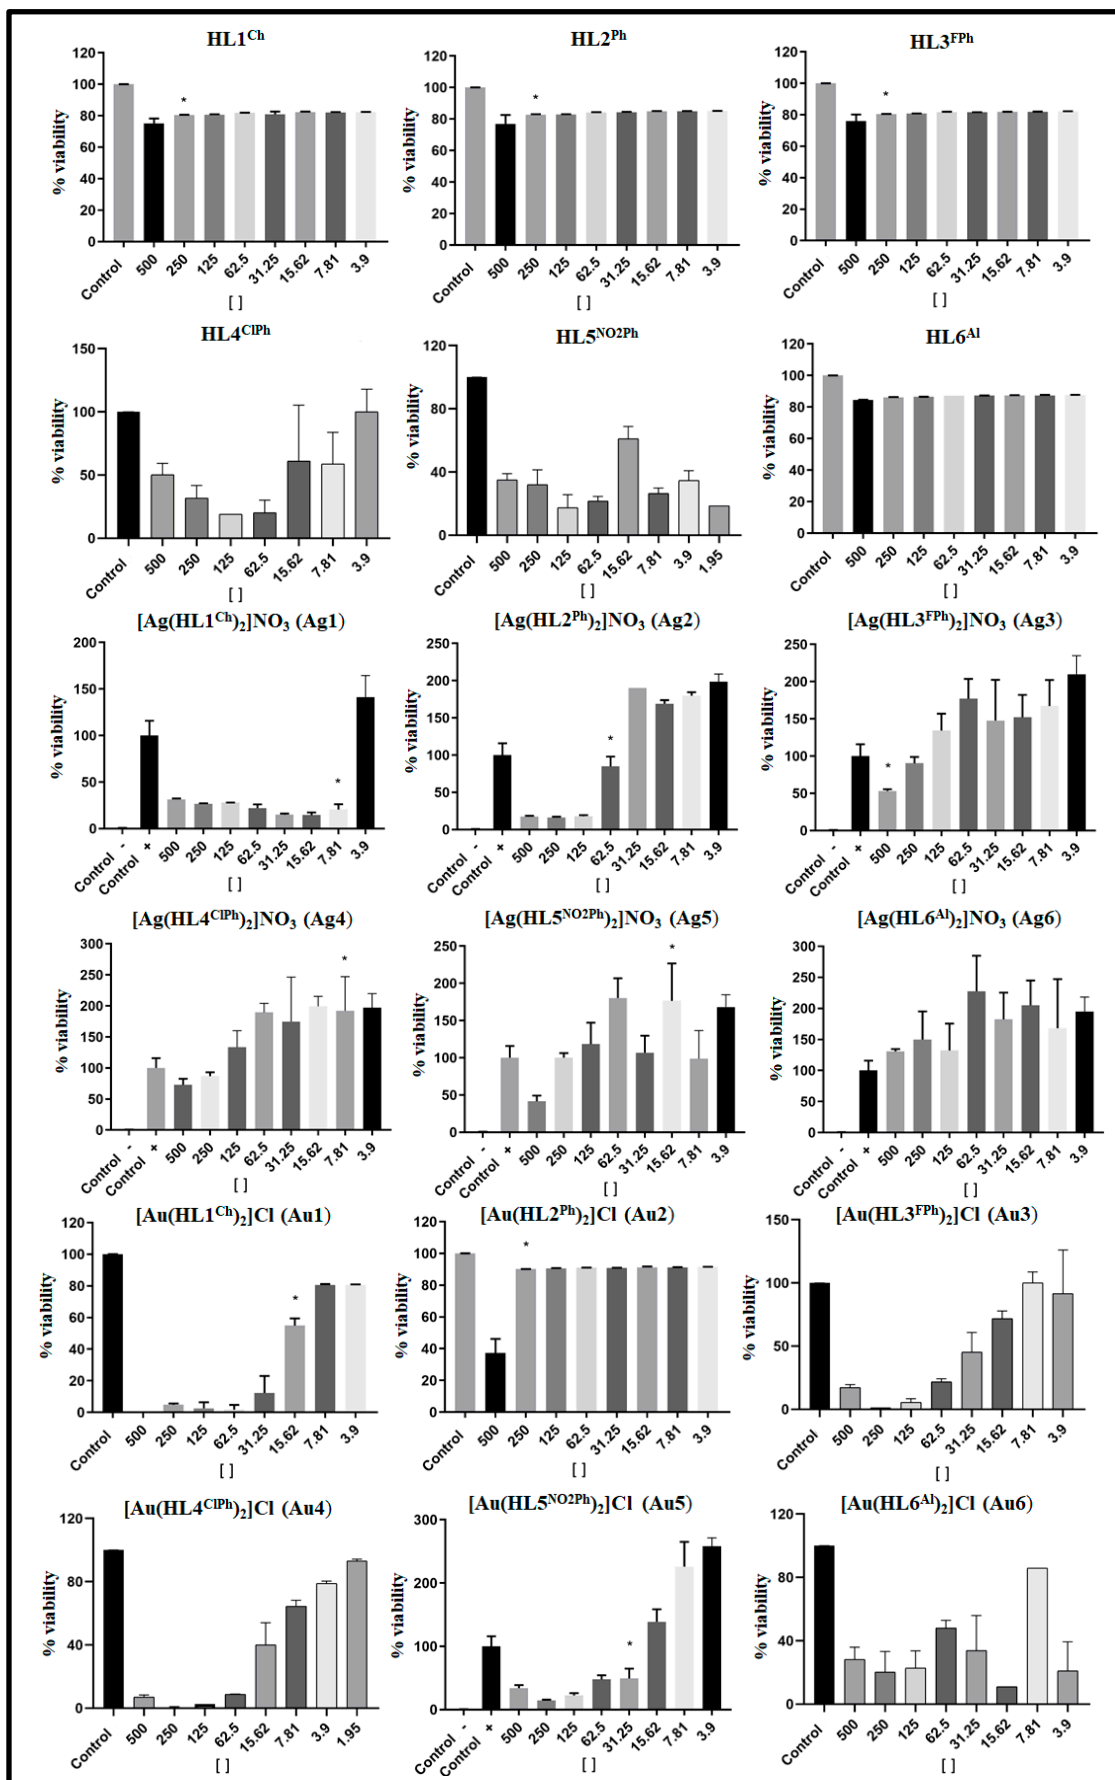 HL1Ch
HL2Ph
HL3FPh
% viability
120
100
80
60
40
20
0
Control 500 250 125 62.5 31.25 15.62 7.81 3.9
[ ]
*
% viability
120
100
80
60
40
20
0
Control 500 250 125 62.5 31.25 15.62 7.81 3.9
[ ]
*
% viability
120
100
80
60
40
20
0
Control 500 250 125 62.5 31.25 15.62 7.81 3.9
[ ]
*
HL4ClPh
HL5NO2Ph
HL6Al
% viability
150
100
50
0
Control 500 250 125 62.5 15.62 7.81 3.9
[ ]
% viability
120
80
40
0
Control 500 250 125 62.5 15.62 7.81 3.9 1.95
[ ]
% viability
120
100
80
60
40
20
0
Control 500 250 125 62.5 31.25 15.62 7.81 3.9
[ ]
[Ag(HL1Ch)2]NO3 (Ag1)
[Ag(HL2Ph)2]NO3 (Ag2)
[Ag(HL3FPh)2]NO3 (Ag3)
% viability
200
150
100
50
0
Control - Control + 500 250 125 62.5 31.25 15.62 7.81 3.9
[ ]
*
% viability
250
200
150
100
50
0
Control - Control + 500 250 125 62.5 31.25 15.62 7.81 3.9
[ ]
*
% viability
250
200
150
100
50
0
Control - Control + 500 250 125 62.5 31.25 15.62 7.81 3.9
[ ]
*
[Ag(HL4ClPh)2]NO3 (Ag4)
[Ag(HL5NO2Ph)2]NO3 (Ag5)
[Ag(HL6Al)2]NO3 (Ag6)
% viability
300
250
200
150
100
50
0
Control - Control + 500 250 125 62.5 31.25 15.62 7.81 3.9
[ ]
*
% viability
250
200
150
100
50
0
Control - Control + 500 250 125 62.5 31.25 15.62 7.81 3.9
[ ]
*
% viability
300
250
200
150
100
50
0
Control - Control + 500 250 125 62.5 31.25 15.62 7.81 3.9
[ ]
[Au(HL1Ch)2]Cl (Au1)
[Au(HL2Ph)2]Cl (Au2)
[Au(HL3FPh)2]Cl (Au3)
% viability
120
100
80
60
40
20
0
Control 500 250 125 62.5 31.25 15.62 7.81 3.9
[ ]
*
% viability
120
100
80
60
40
20
0
Control 500 250 125 62.5 31.25 15.62 7.81 3.9
[ ]
*
% viability
150
100
50
0
Control 500 250 125 62.5 31.25 15.62 7.81 3.9
[ ]
[Au(HL4ClPh)2]Cl (Au4)
[Au(HL5NO2Ph)2]Cl (Au5)
[Au(HL6Al)2]Cl (Au6)
% viability
120
80
40
0
Control 500 250 125 62.5 15.62 7.81 3.9 1.95
[ ]
% viability
300
200
100
0
Control - Control + 500 250 125 62.5 31.25 15.62 7.81 3.9
[ ]
*
% viability
120
80
40
0
Control 500 250 125 62.5 31.25 15.62 7.81 3.9
[ ]